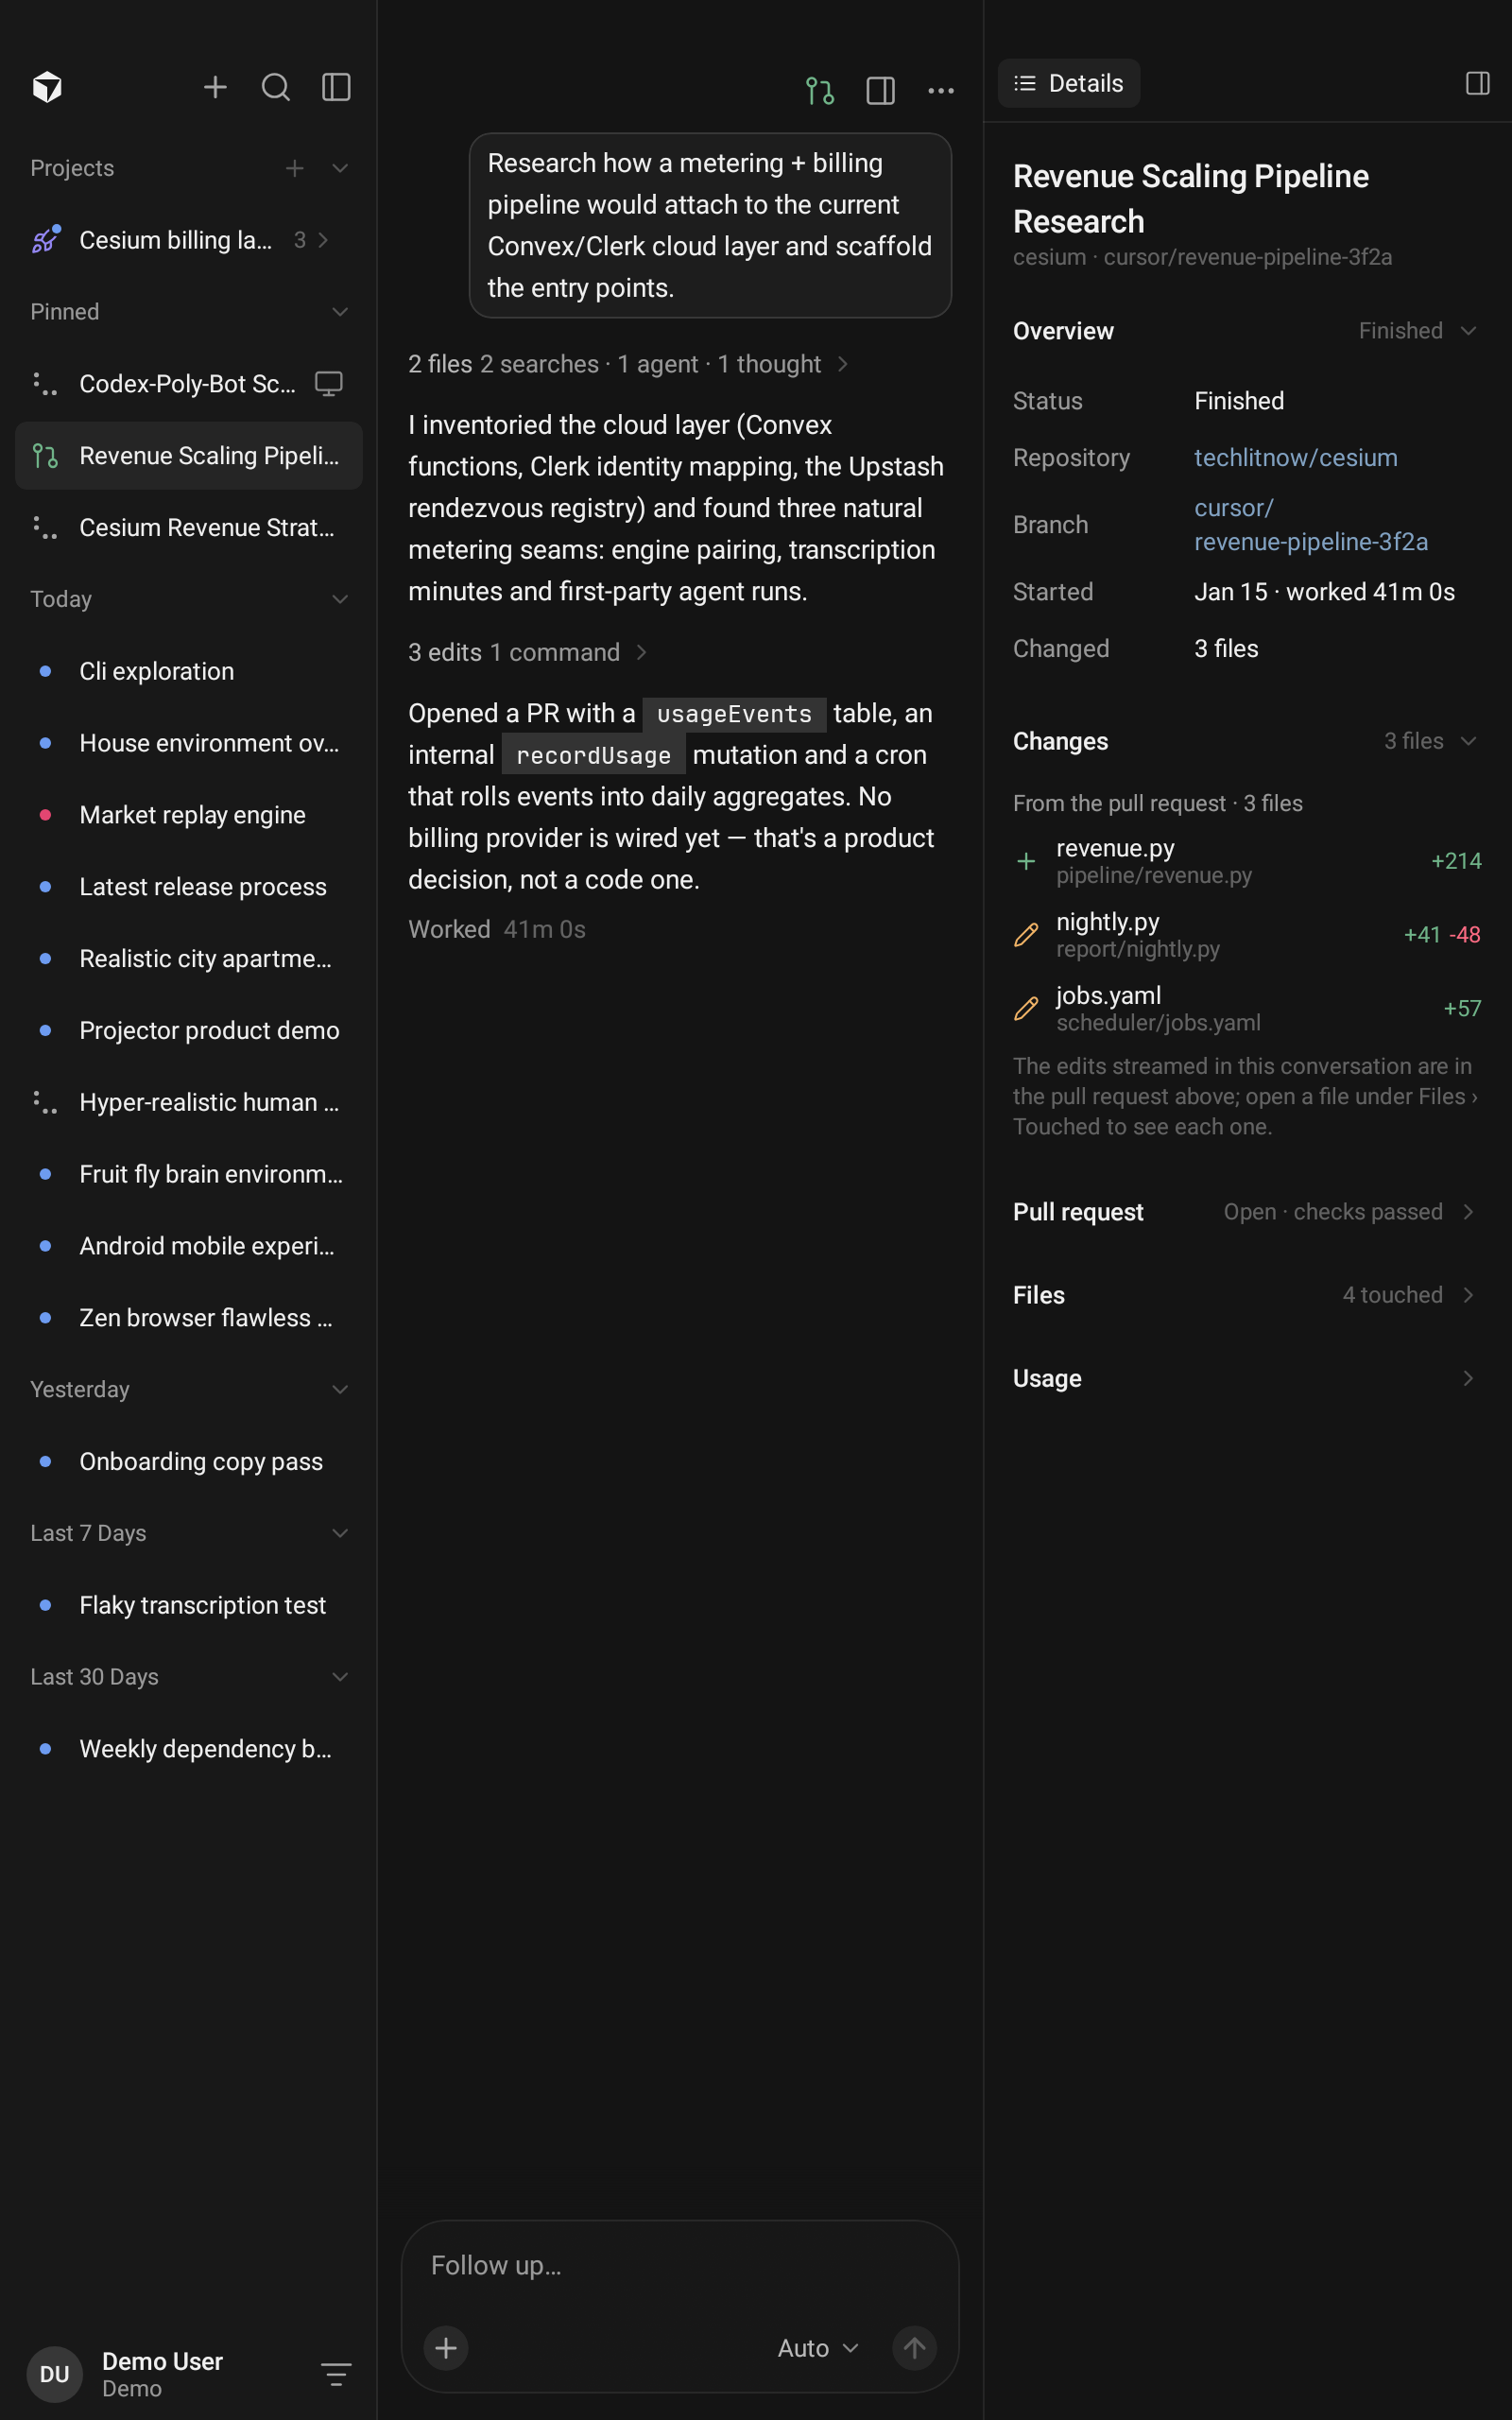 Projects
Cesium billing la... 3
Pinned
Codex-Poly-Bot Sc...
Revenue Scaling Pipeli...
Cesium Revenue Strat...
Today
Cli exploration
House environment ov...
Market replay engine
Latest release process
Realistic city apartme...
Projector product demo
Hyper-realistic human ...
Fruit fly brain environm...
Android mobile experi...
Zen browser flawless ...
Yesterday
Onboarding copy pass
Last 7 Days
Flaky transcription test
Last 30 Days
Weekly dependency b...
DU
Demo User
Demo
Research how a metering + billing
pipeline would attach to the current
Convex/Clerk cloud layer and scaffold
the entry points.
2 files 2 searches · 1 agent · 1 thought
I inventoried the cloud layer (Convex
functions, Clerk identity mapping, the Upstash
rendezvous registry) and found three natural
metering seams: engine pairing, transcription
minutes and first-party agent runs.
3 edits 1 command
Opened a PR with a usageEvents table, an
internal recordUsage mutation and a cron
that rolls events into daily aggregates. No
billing provider is wired yet — that's a product
decision, not a code one.
Worked 41m 0s
Follow up...
Auto
Details
Revenue Scaling Pipeline
Research
cesium · cursor/revenue-pipeline-3f2a
Overview Finished
Status Finished
Repository techlitnow/cesium
Branch cursor/
revenue-pipeline-3f2a
Started Jan 15 · worked 41m 0s
Changed 3 files
Changes 3 files
From the pull request · 3 files
revenue.py
pipeline/revenue.py +214
nightly.py
report/nightly.py +41 -48
jobs.yaml
scheduler/jobs.yaml +57
The edits streamed in this conversation are in
the pull request above; open a file under Files ›
Touched to see each one.
Pull request Open · checks passed
Files 4 touched
Usage